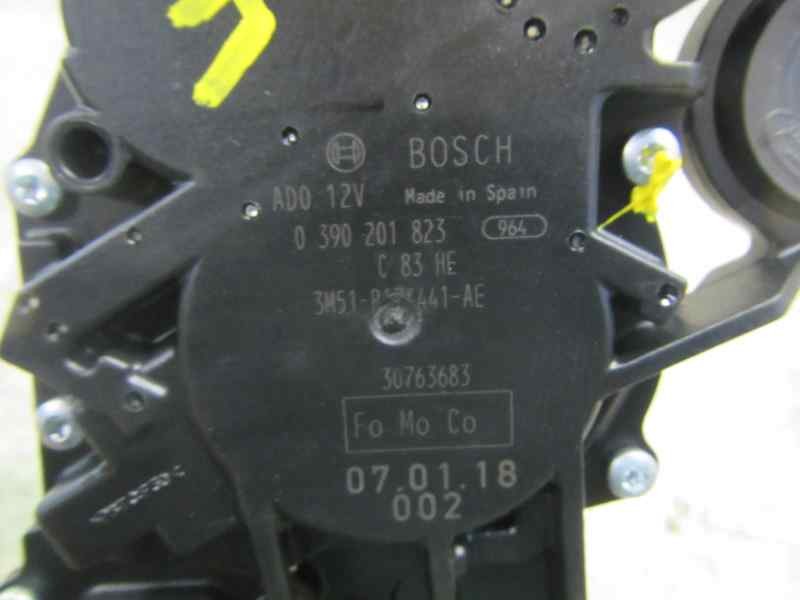 BOSCH
AD0 12V Made in Spain
0 390 201 823 964
C 83 HE
30763683
Fo Mo Co
07.01.18
002